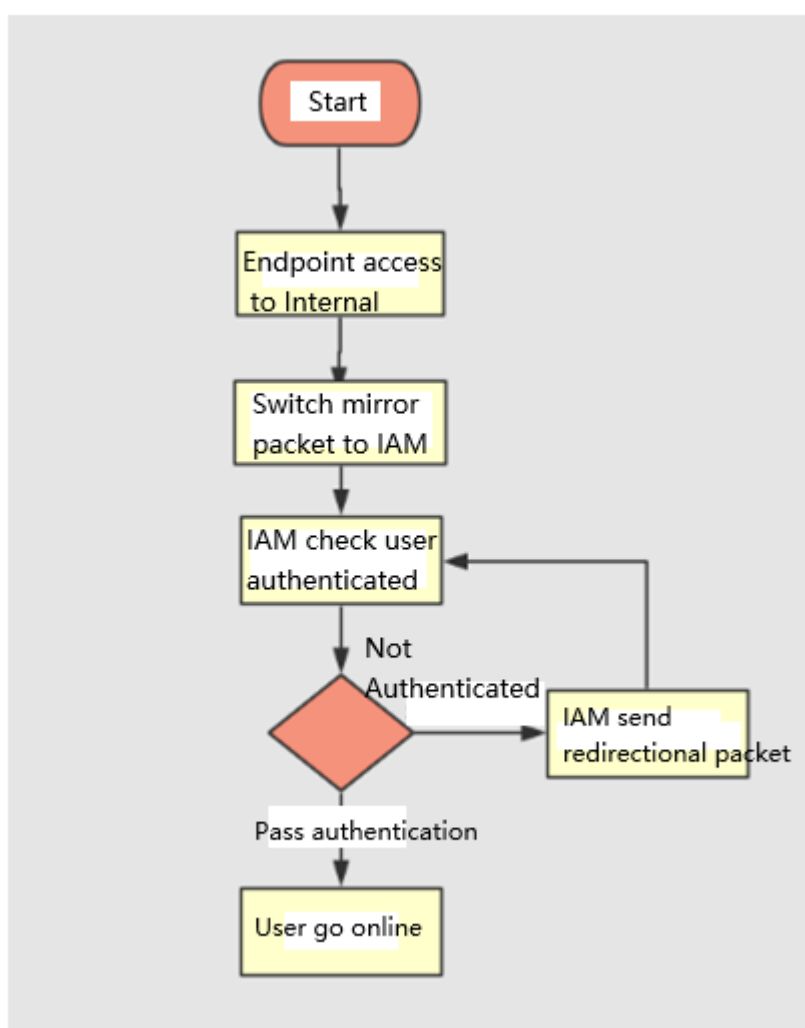 Start
Endpoint access
to Internal
Switch mirror
packet to IAM
IAM check user
authenticated
Not
Authenticated
IAM send
redirectional packet
Pass authentication
User go online